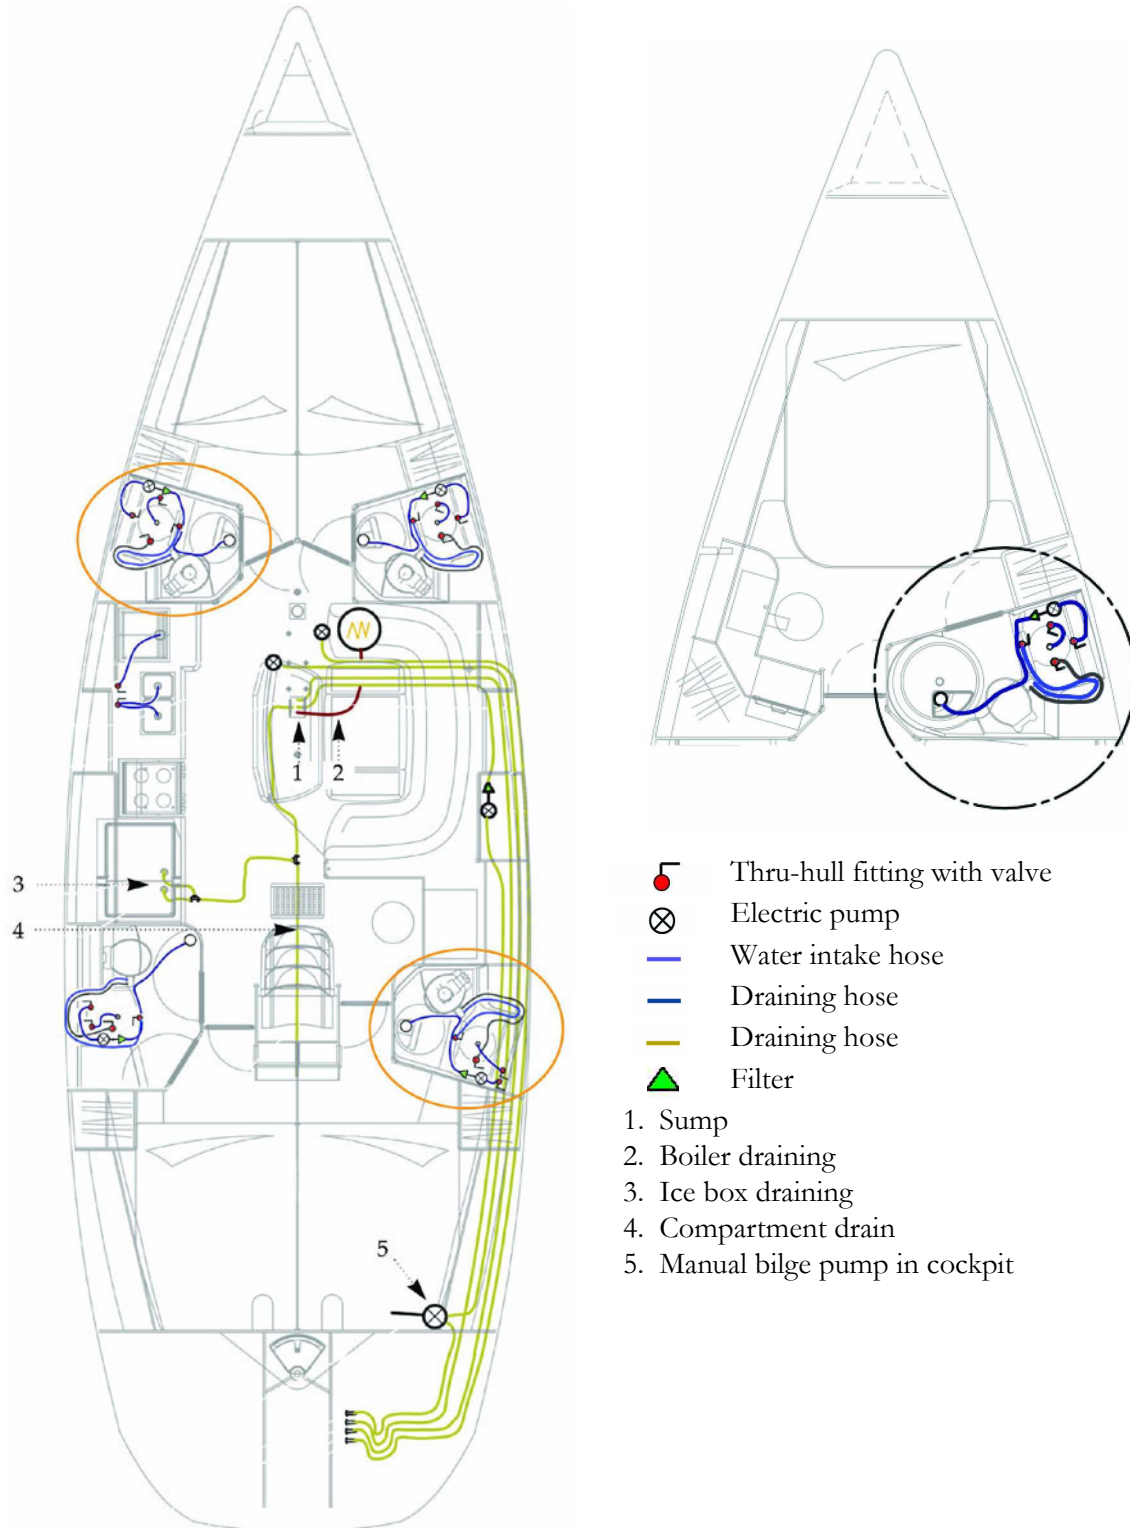 1
2
3
4
5
Thru-hull fitting with valve
Electric pump
Water intake hose
Draining hose
Draining hose
Filter
1. Sump
2. Boiler draining
3. Ice box draining
4. Compartment drain
5. Manual bilge pump in cockpit